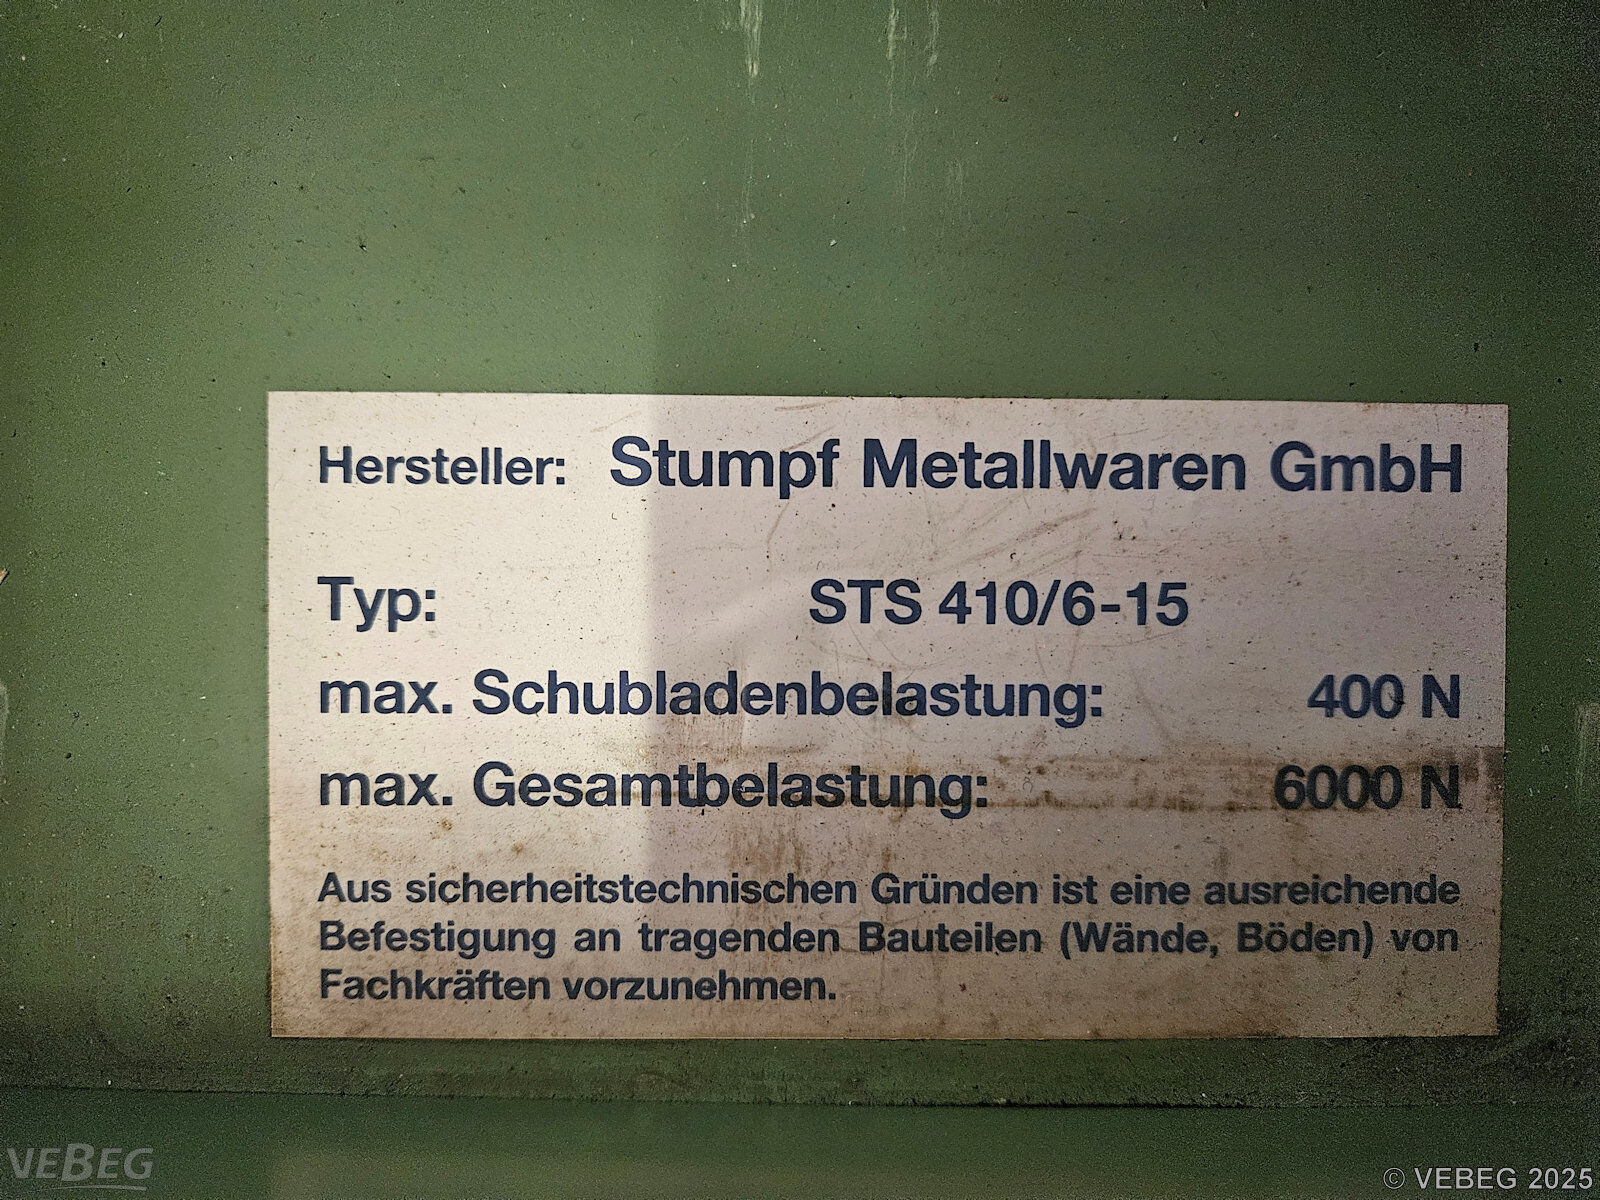 Hersteller: Stumpf Metallwaren GmbH
Typ: STS 410/6-15
max. Schubladenbelastung: 400 N
max. Gesamtbelastung: 6000 N
Aus sicherheitstechnischen Gründen ist eine ausreichende
Befestigung an tragenden Bauteilen (Wände, Böden) von
Fachkräften vorzunehmen.
VEBEG
© VEBEG 2025